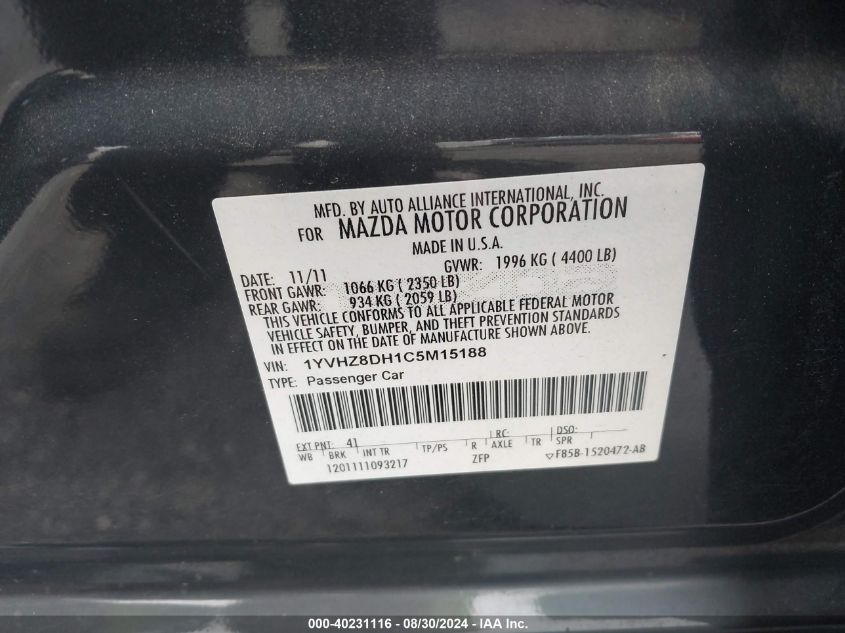 MFD. BY AUTO ALLIANCE INTERNATIONAL, INC.
FOR MAZDA MOTOR CORPORATION
MADE IN U.S.A.
DATE: 11/11 GVWR: 1996 KG ( 4400 LB)
FRONT GAWR: 1066 KG ( 2350 LB)
REAR GAWR: 934 KG ( 2059 LB)
THIS VEHICLE CONFORMS TO ALL APPLICABLE FEDERAL MOTOR
VEHICLE SAFETY, BUMPER, AND THEFT PREVENTION STANDARDS
IN EFFECT ON THE DATE OF MANUFACTURE SHOWN ABOVE.
VIN: 1YVHZ8DH1C5M15188
TYPE: Passenger Car
EXT PNT: 41 RC: DSO:
WB BRK INT TR TP/PS R AXLE TR SPR
1201111093217 ZFP ▽F85B-1520472-AB
000-40231116 - 08/30/2024 - IAA Inc.